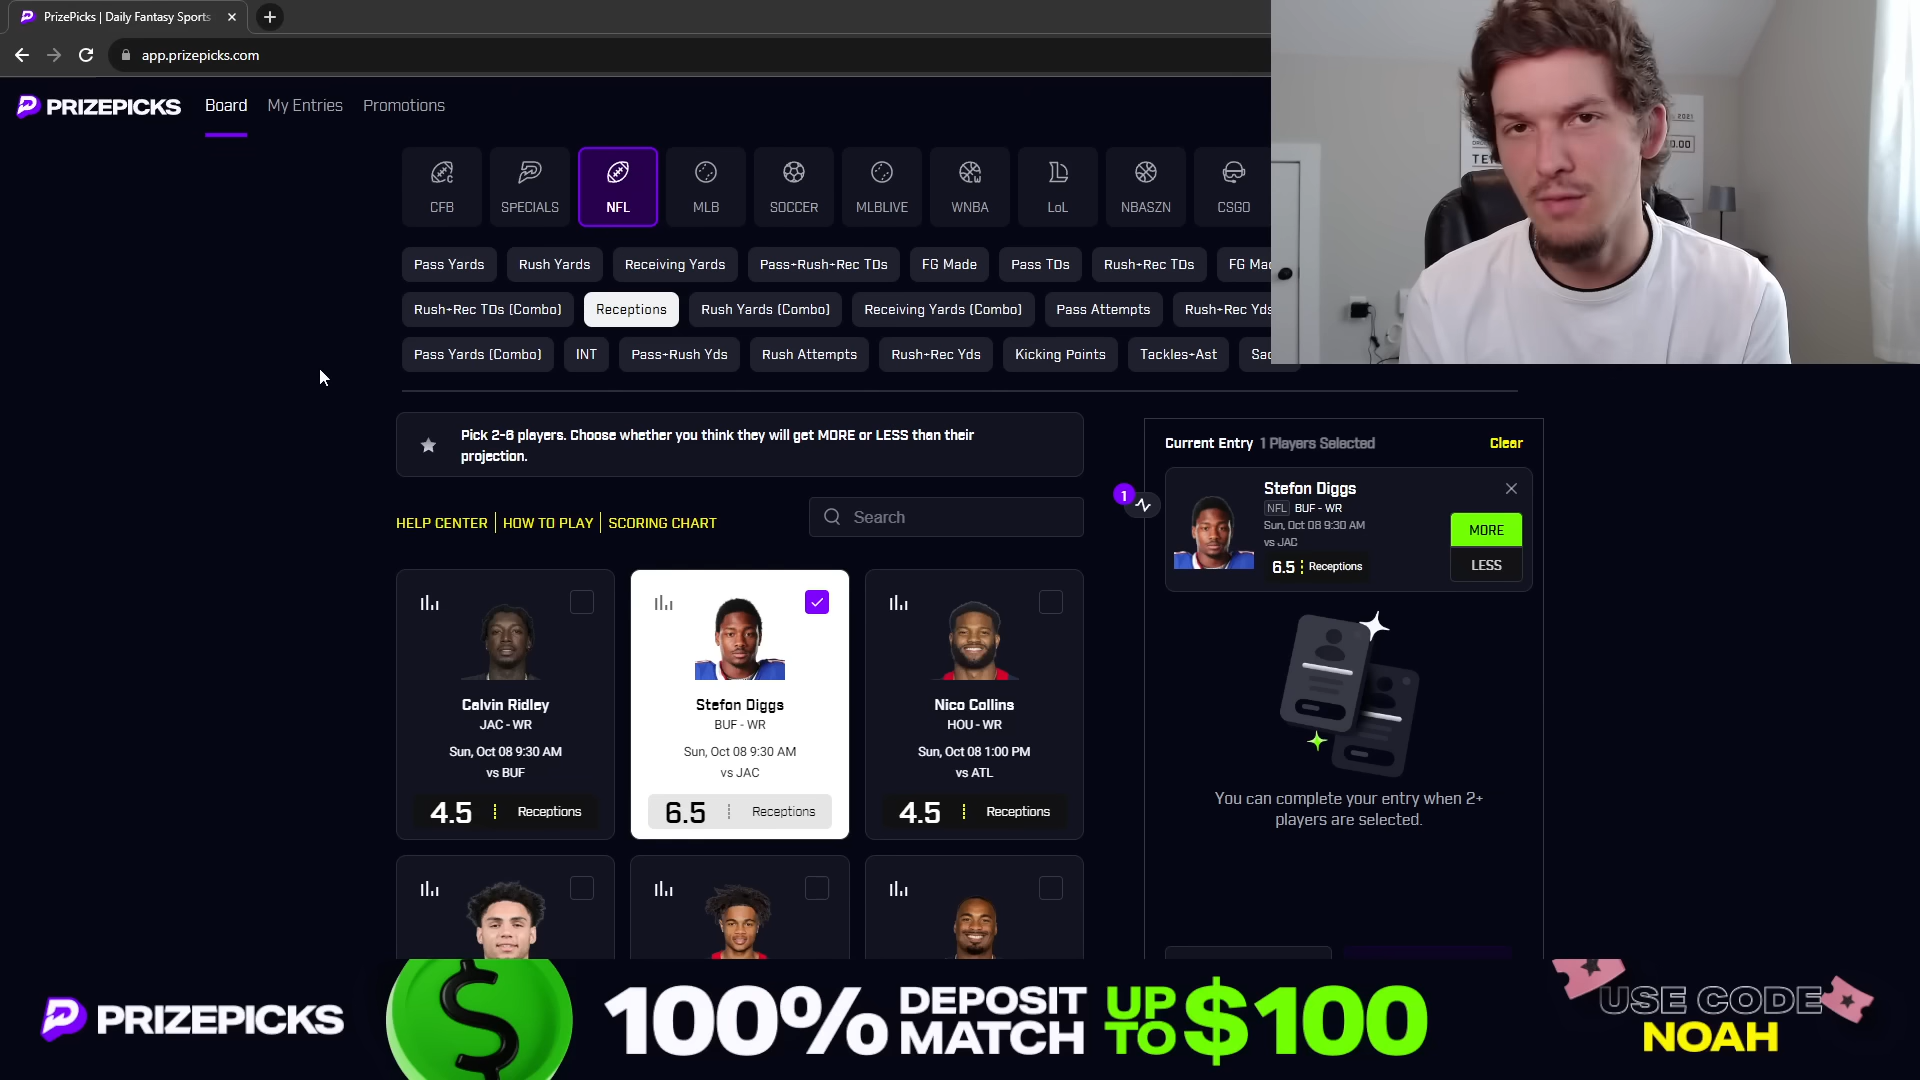 PrizePicks | Daily Fantasy Sports
app.prizepicks.com
PRIZEPICKS
Board
My Entries
Promotions
CFB
SPECIALS
NFL
MLB
SOCCER
MLBLIVE
WNBA
LoL
NBASZN
CSGO
Pass Yards
Rush Yards
Receiving Yards
Pass+Rush+Rec TDs
FG Made
Pass TDs
Rush+Rec TDs
FG Ma
Rush+Rec TDs (Combo)
Receptions
Rush Yards (Combo)
Receiving Yards (Combo)
Pass Attempts
Rush+Rec Yds
Pass Yards (Combo)
INT
Pass+Rush Yds
Rush Attempts
Rush+Rec Yds
Kicking Points
Tackles+Ast
Sac
Pick 2-6 players. Choose whether you think they will get MORE or LESS than their
projection.
HELP CENTER
HOW TO PLAY
SCORING CHART
Search
Calvin Ridley
JAC - WR
Sun, Oct 08 9:30 AM
vs BUF
4.5 Receptions
Stefon Diggs
BUF - WR
Sun, Oct 08 9:30 AM
vs JAC
6.5 Receptions
Nico Collins
HOU - WR
Sun, Oct 08 1:00 PM
vs ATL
4.5 Receptions
Current Entry 1 Players Selected
Clear
1
Stefon Diggs
NFL BUF - WR
Sun, Oct 08 9:30 AM
vs JAC
6.5 Receptions
MORE
LESS
You can complete your entry when 2+
players are selected.
PRIZEPICKS
100% DEPOSIT MATCH UP TO $100
USE CODE
NOAH